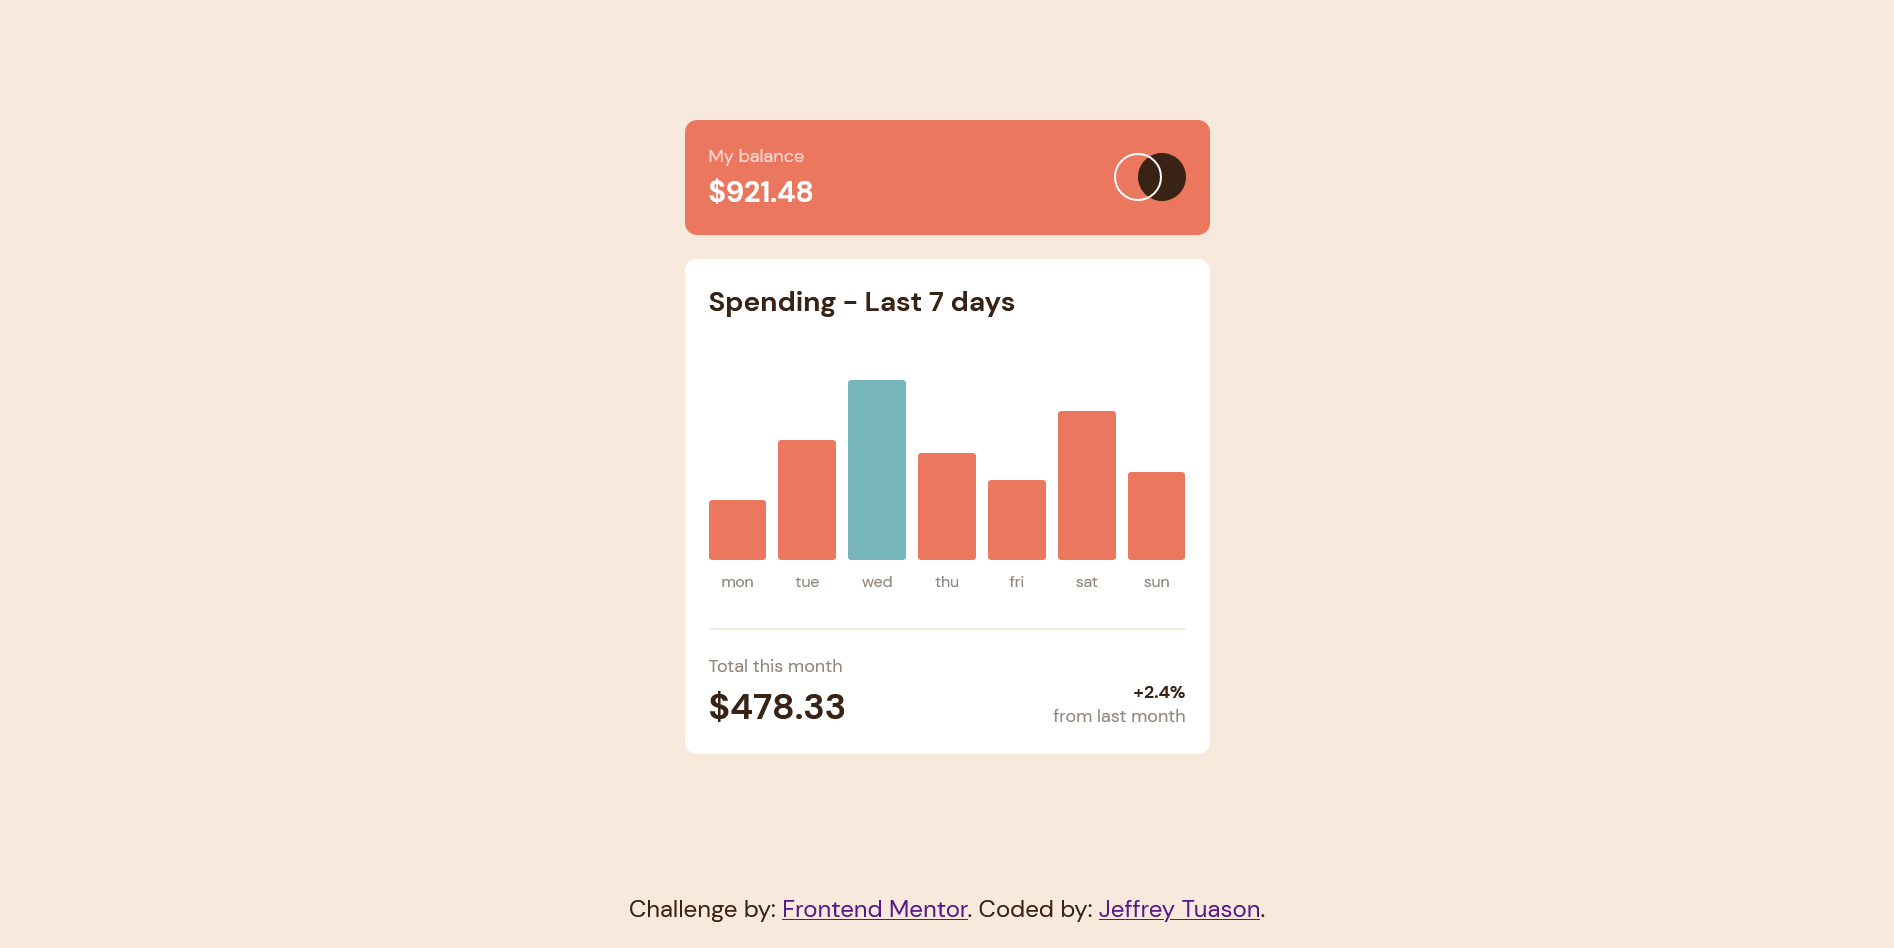 My balance
$921.48
Spending - Last 7 days
mon tue wed thu fri sat sun
Total this month
$478.33
+2.4%
from last month
Challenge by: Frontend Mentor. Coded by: Jeffrey Tuason.